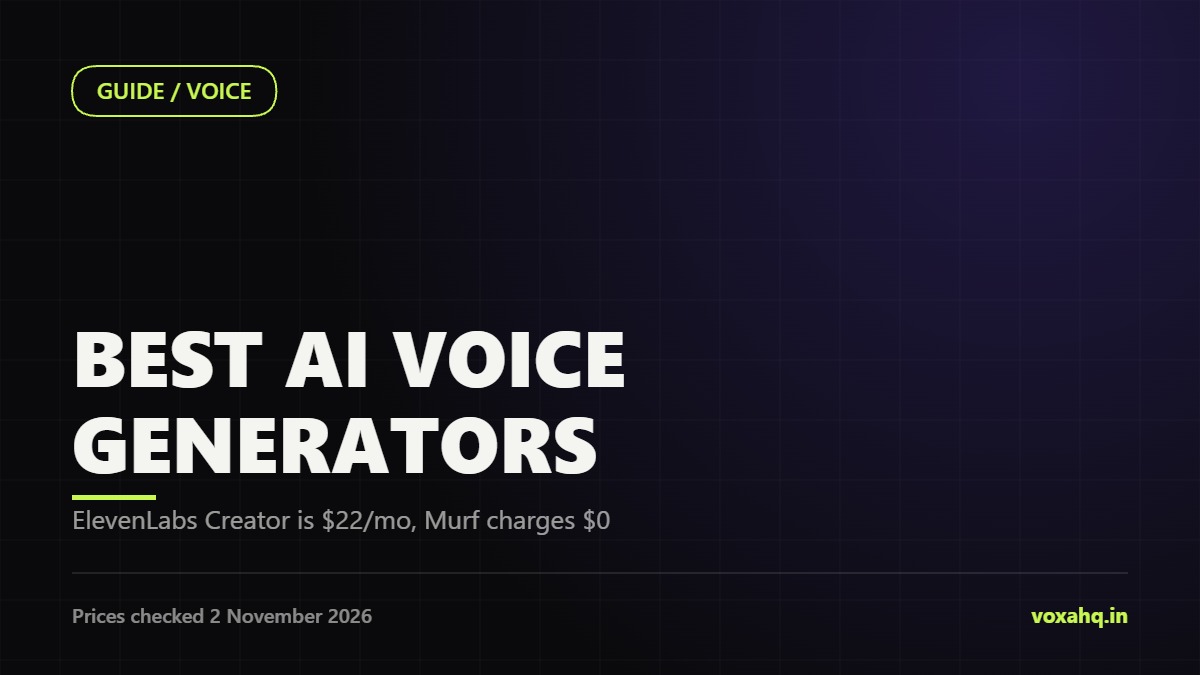 GUIDE / VOICE
BEST AI VOICE
GENERATORS
ElevenLabs Creator is $22/mo, Murf charges $0
Prices checked 2 November 2026
voxahq.in